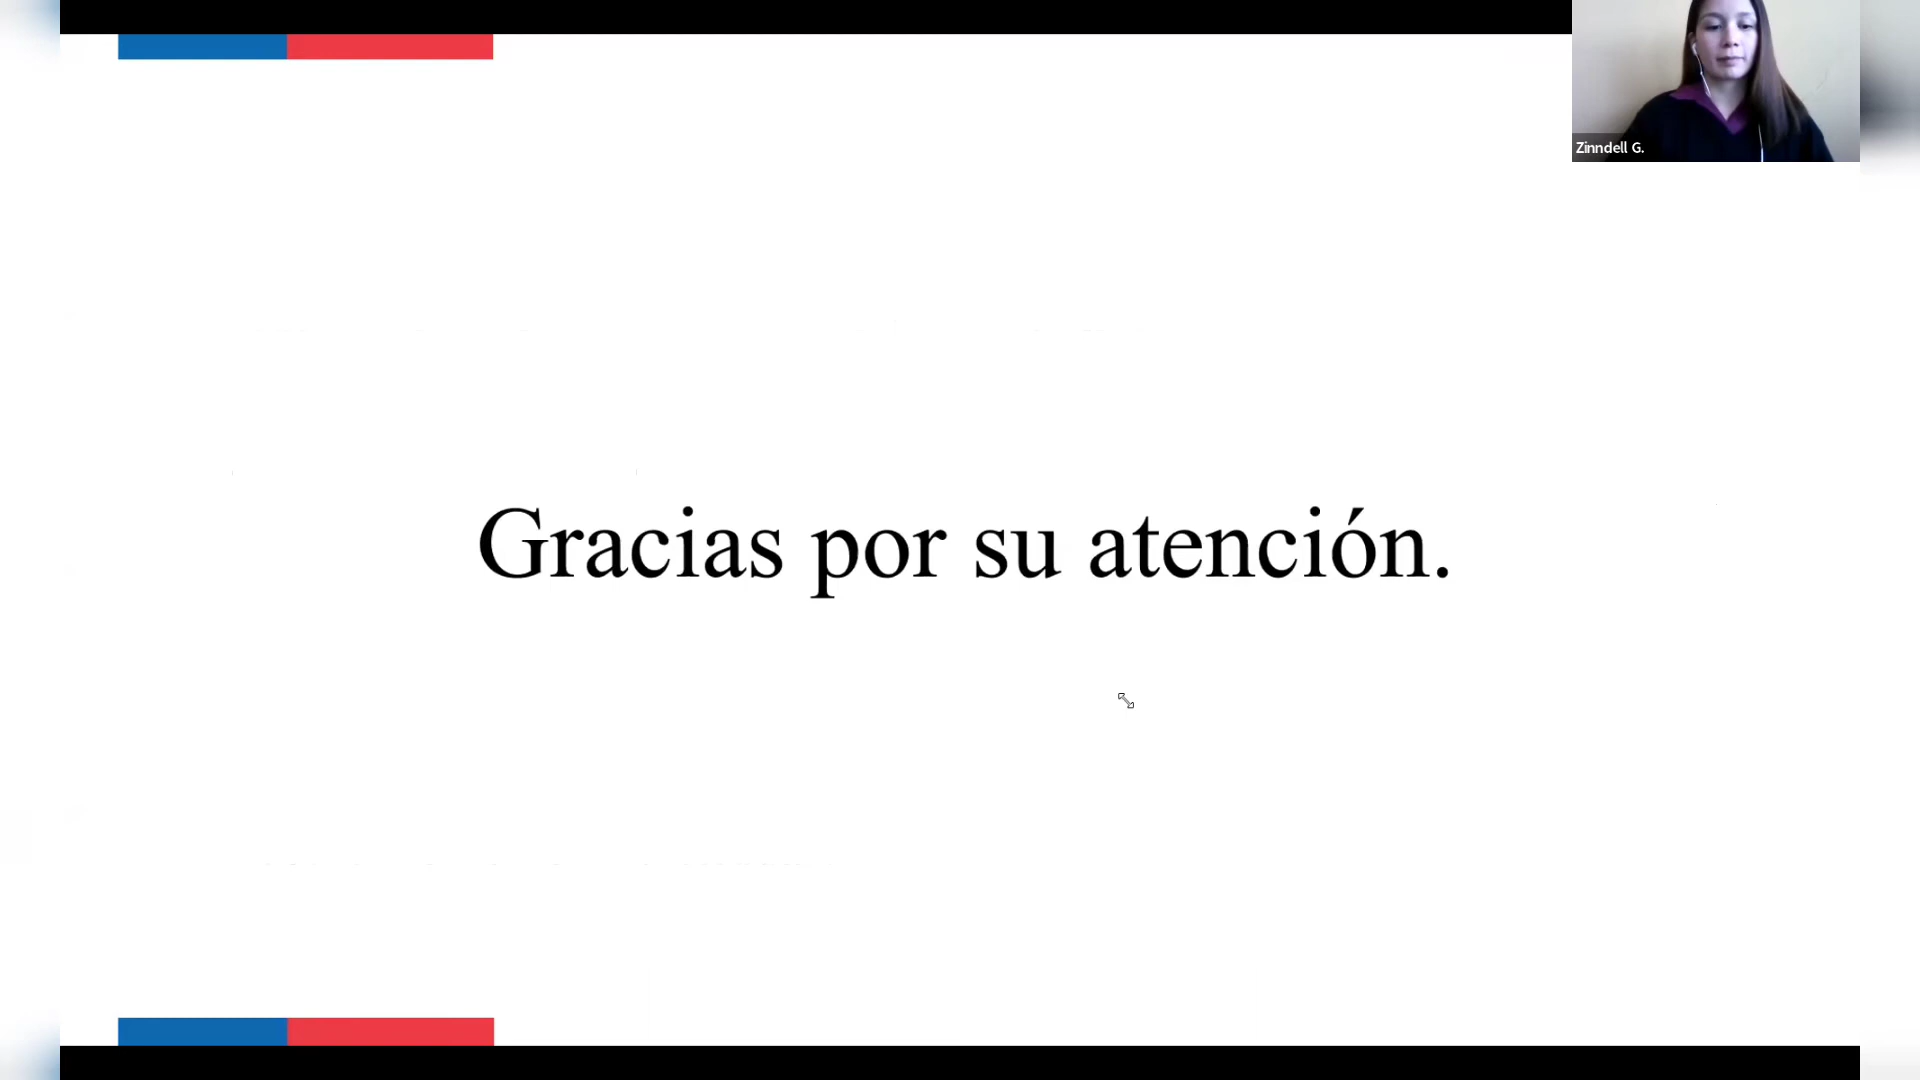 Zinndell G.
Gracias por su atención.